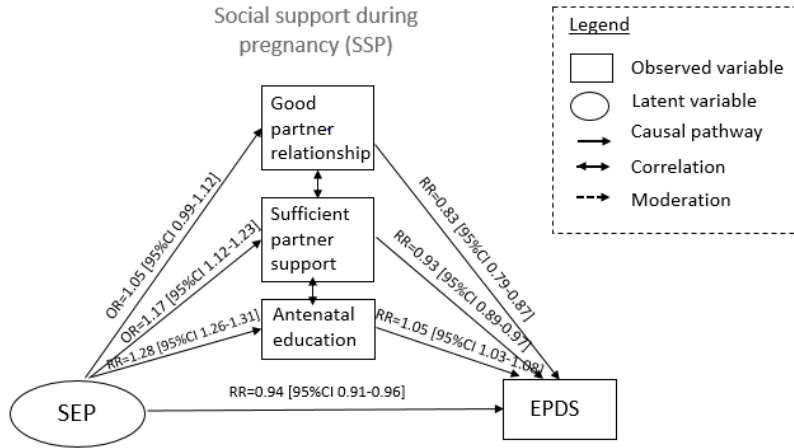 Social support during
pregnancy (SSP)
Legend
Observed variable
Latent variable
Causal pathway
Correlation
Moderation
Good
partner
relationship
Sufficient
partner
support
Antenatal
education
OR=1.05 [95%CI 0.99-1.12]
OR=1.17 [95%CI 1.12-1.23]
RR=1.28 [95%CI 1.26-1.31]
RR=0.83 [95%CI 0.79-0.87]
RR=0.93 [95%CI 0.89-0.97]
RR=1.05 [95%CI 1.03-1.08]
RR=0.94 [95%CI 0.91-0.96]
SEP
EPDS